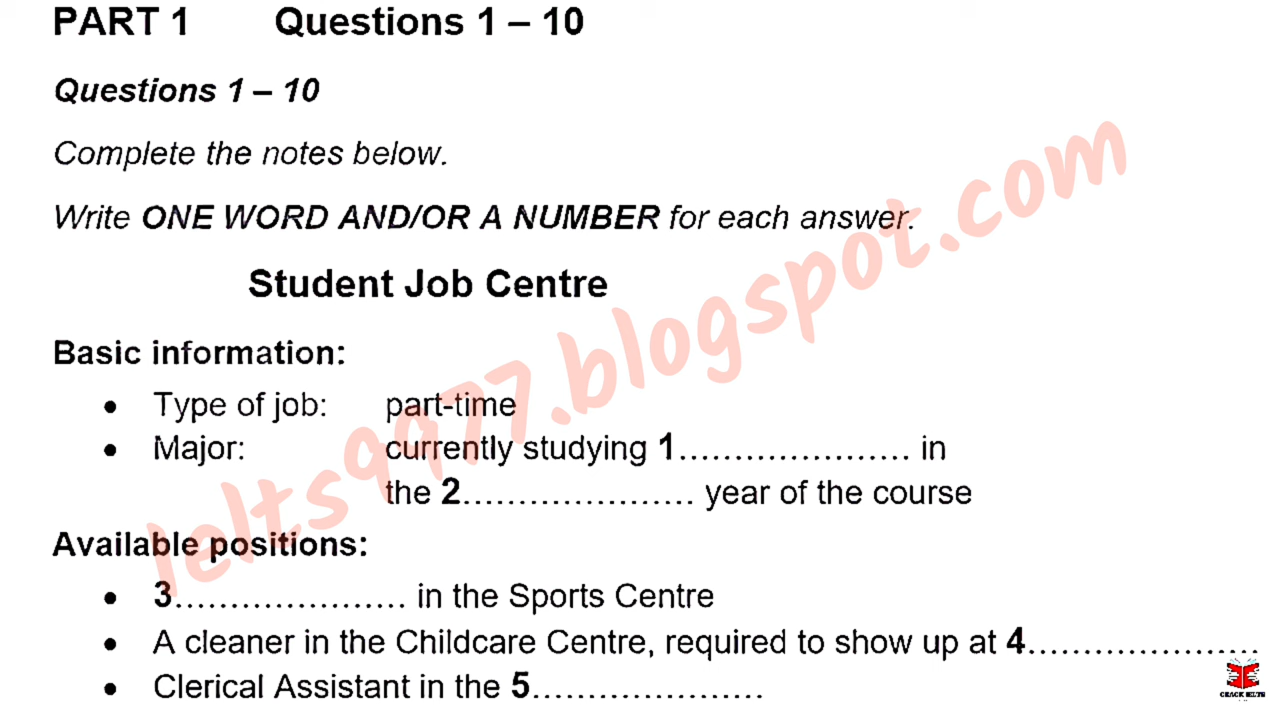 PART 1 Questions 1 – 10
Questions 1 – 10
Complete the notes below.
Write ONE WORD AND/OR A NUMBER for each answer.
Student Job Centre
Basic information:
• Type of job: part-time
• Major: currently studying 1..................... in
the 2..................... year of the course
Available positions:
• 3..................... in the Sports Centre
• A cleaner in the Childcare Centre, required to show up at 4.....................
• Clerical Assistant in the 5.....................
Ielts9977.blogspot.com
CRACK IELTS